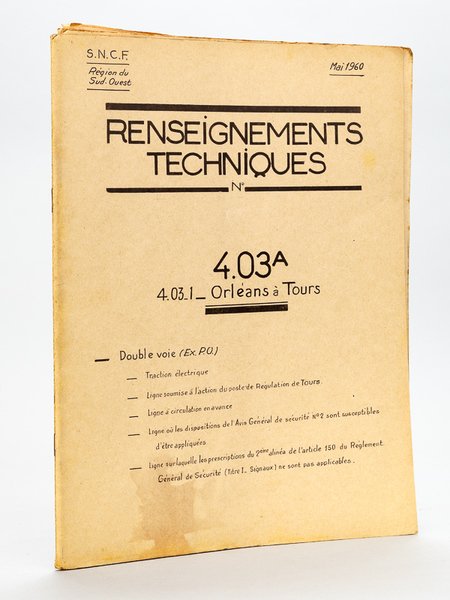 S.N.C.F.
Région du
Sud-Ouest
Mai 1960
RENSEIGNEMENTS
TECHNIQUES
N°
4.03A
4.03_1 _ Orléans à Tours
— Double voie (Ex. P.O.)
— Traction électrique
— Ligne soumise à l'action du poste de Régulation de Tours
— Ligne à circulation en avance
— Ligne où les dispositions de l'Avis Général de sécurité N°2 sont susceptibles
d'être appliquées
— Ligne sur laquelle les prescriptions du 2ème alinéa de l'article 150 du Règlement
Général de Sécurité (Titre I_ Signaux) ne sont pas applicables.